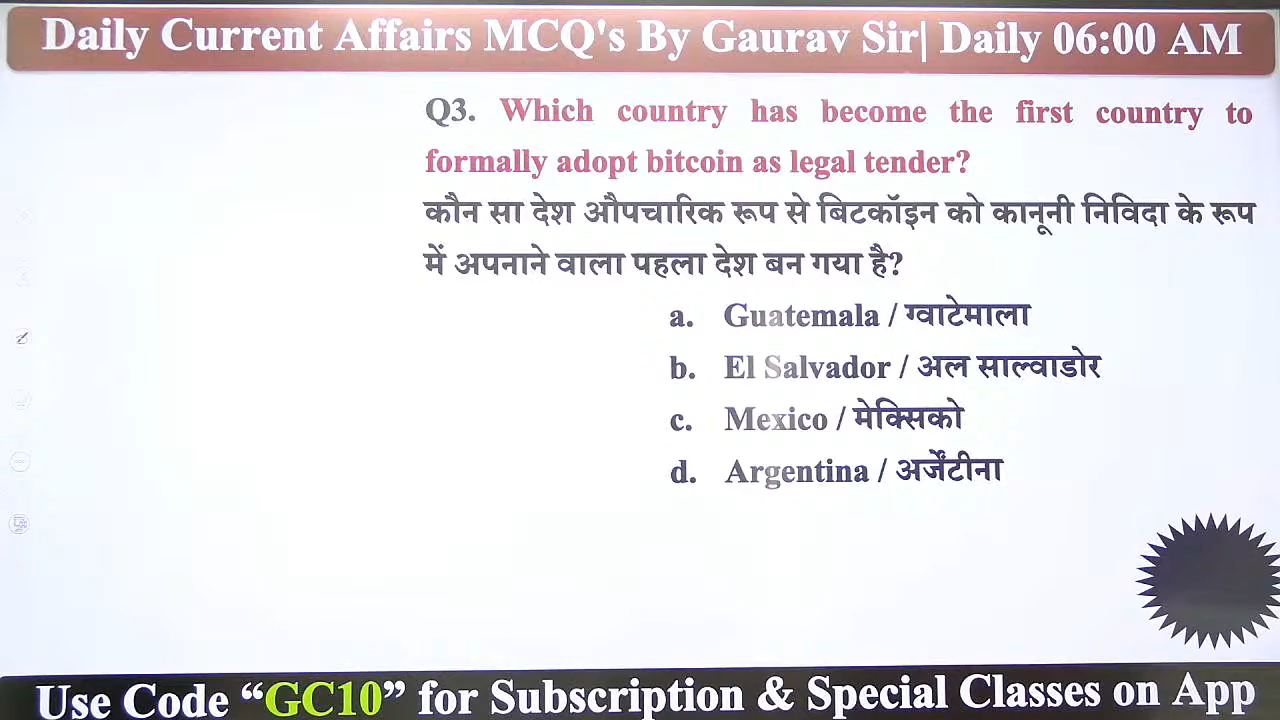 Daily Current Affairs MCQ's By Gaurav Sir| Daily 06:00 AM
Q3. Which country has become the first country to
formally adopt bitcoin as legal tender?
कौन सा देश औपचारिक रूप से बिटकॉइन को कानूनी निविदा के रूप
में अपनाने वाला पहला देश बन गया है?
a. Guatemala / ग्वाटेमाला
b. El Salvador / अल साल्वाडोर
c. Mexico / मेक्सिको
d. Argentina / अर्जेंटीना
Use Code “GC10” for Subscription & Special Classes on App